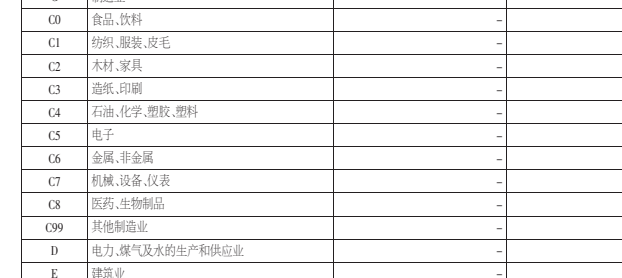 制造业
C0 食品、饮料 –
C1 纺织、服装、皮毛 –
C2 木材、家具 –
C3 造纸、印刷 –
C4 石油、化学、塑胶、塑料 –
C5 电子 –
C6 金属、非金属 –
C7 机械、设备、仪表 –
C8 医药、生物制品 –
C99 其他制造业 –
D 电力、煤气及水的生产和供应业 –
E 建筑业 –